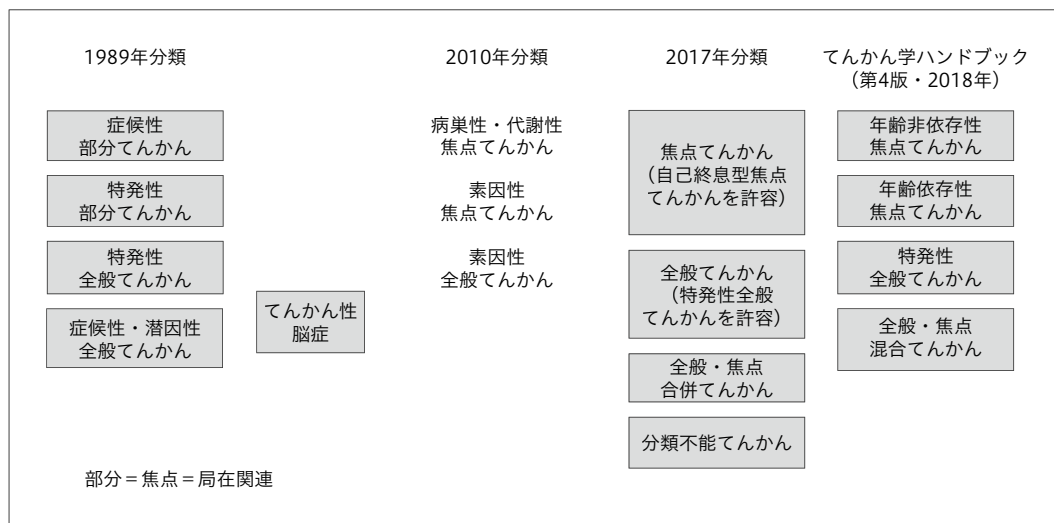 1989年分類
症候性
部分てんかん
特発性
部分てんかん
特発性
全般てんかん
症候性・潜因性
全般てんかん
てんかん性
脳症
2010年分類
病巣性・代謝性
焦点てんかん
素因性
焦点てんかん
素因性
全般てんかん
2017年分類
焦点てんかん
(自己終息型焦点
てんかんを許容)
全般てんかん
(特発性全般
てんかんを許容)
全般・焦点
合併てんかん
分類不能てんかん
てんかん学ハンドブック
(第4版・2018年)
年齢非依存性
焦点てんかん
年齢依存性
焦点てんかん
特発性
全般てんかん
全般・焦点
混合てんかん
部分=焦点=局在関連